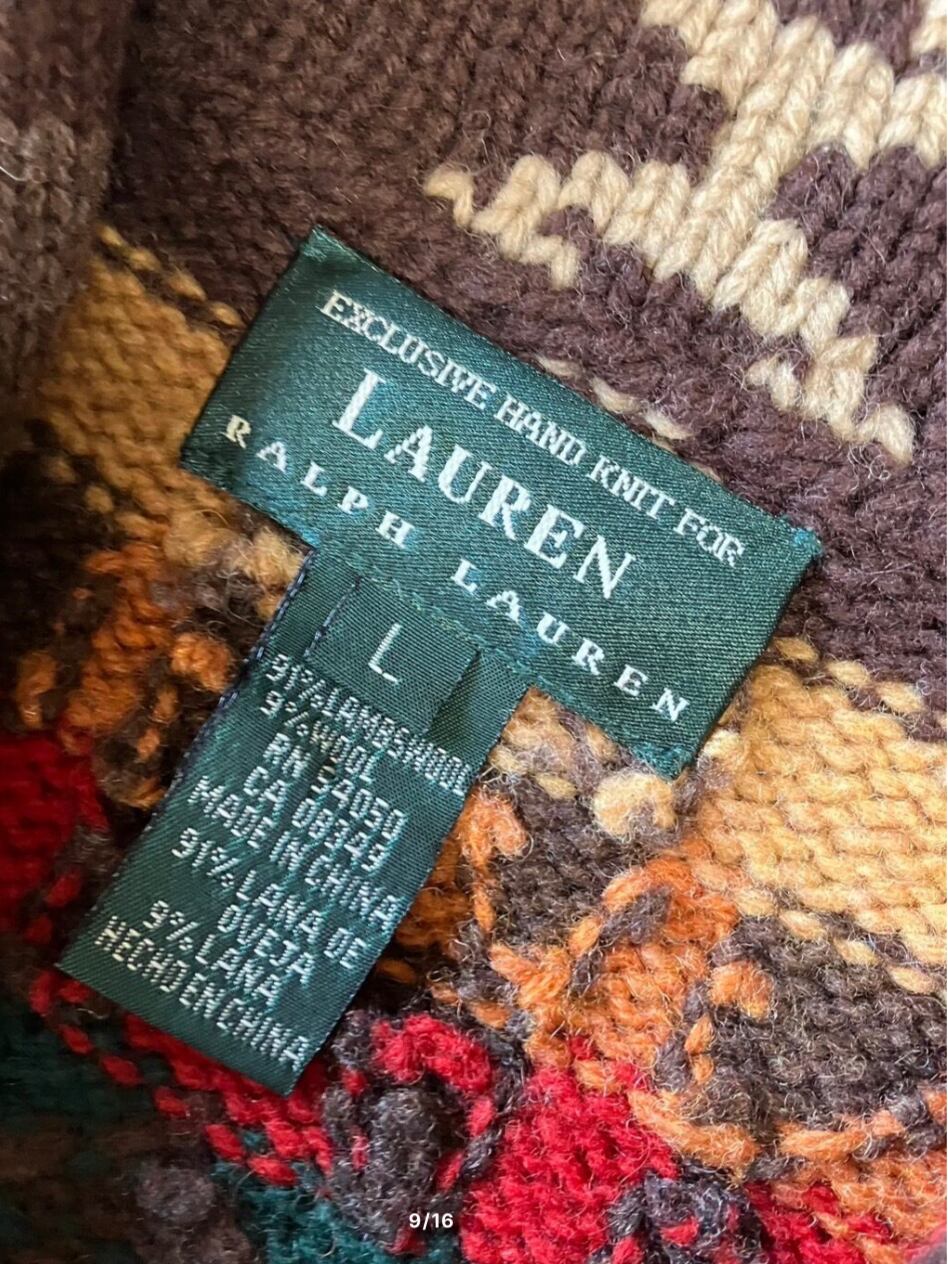 EXCLUSIVE HAND KNIT FOR
LAUREN
RALPH LAUREN
L
91% LAMBSWOOL
9% WOOL
RN 54050
CA 08349
MADE IN CHINA
91% LANA DE
OVEJA
9% LANA
HECHO EN CHINA
9/16